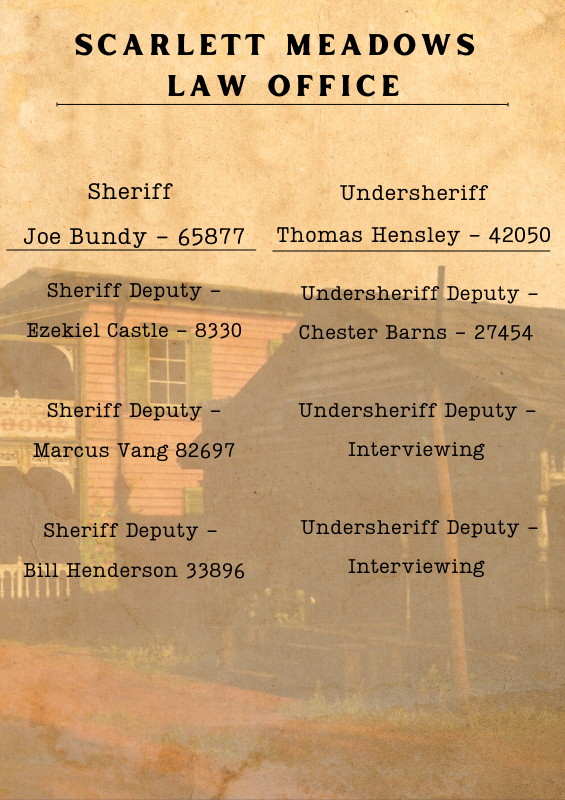 SCARLETT MEADOWS
LAW OFFICE
Sheriff
Joe Bundy - 65877
Sheriff Deputy -
Ezekiel Castle - 8330
Sheriff Deputy -
Marcus Vang 82697
Sheriff Deputy -
Bill Henderson 33896
Undersheriff
Thomas Hensley - 42050
Undersheriff Deputy -
Chester Barns - 27454
Undersheriff Deputy -
Interviewing
Undersheriff Deputy -
Interviewing
OOMS